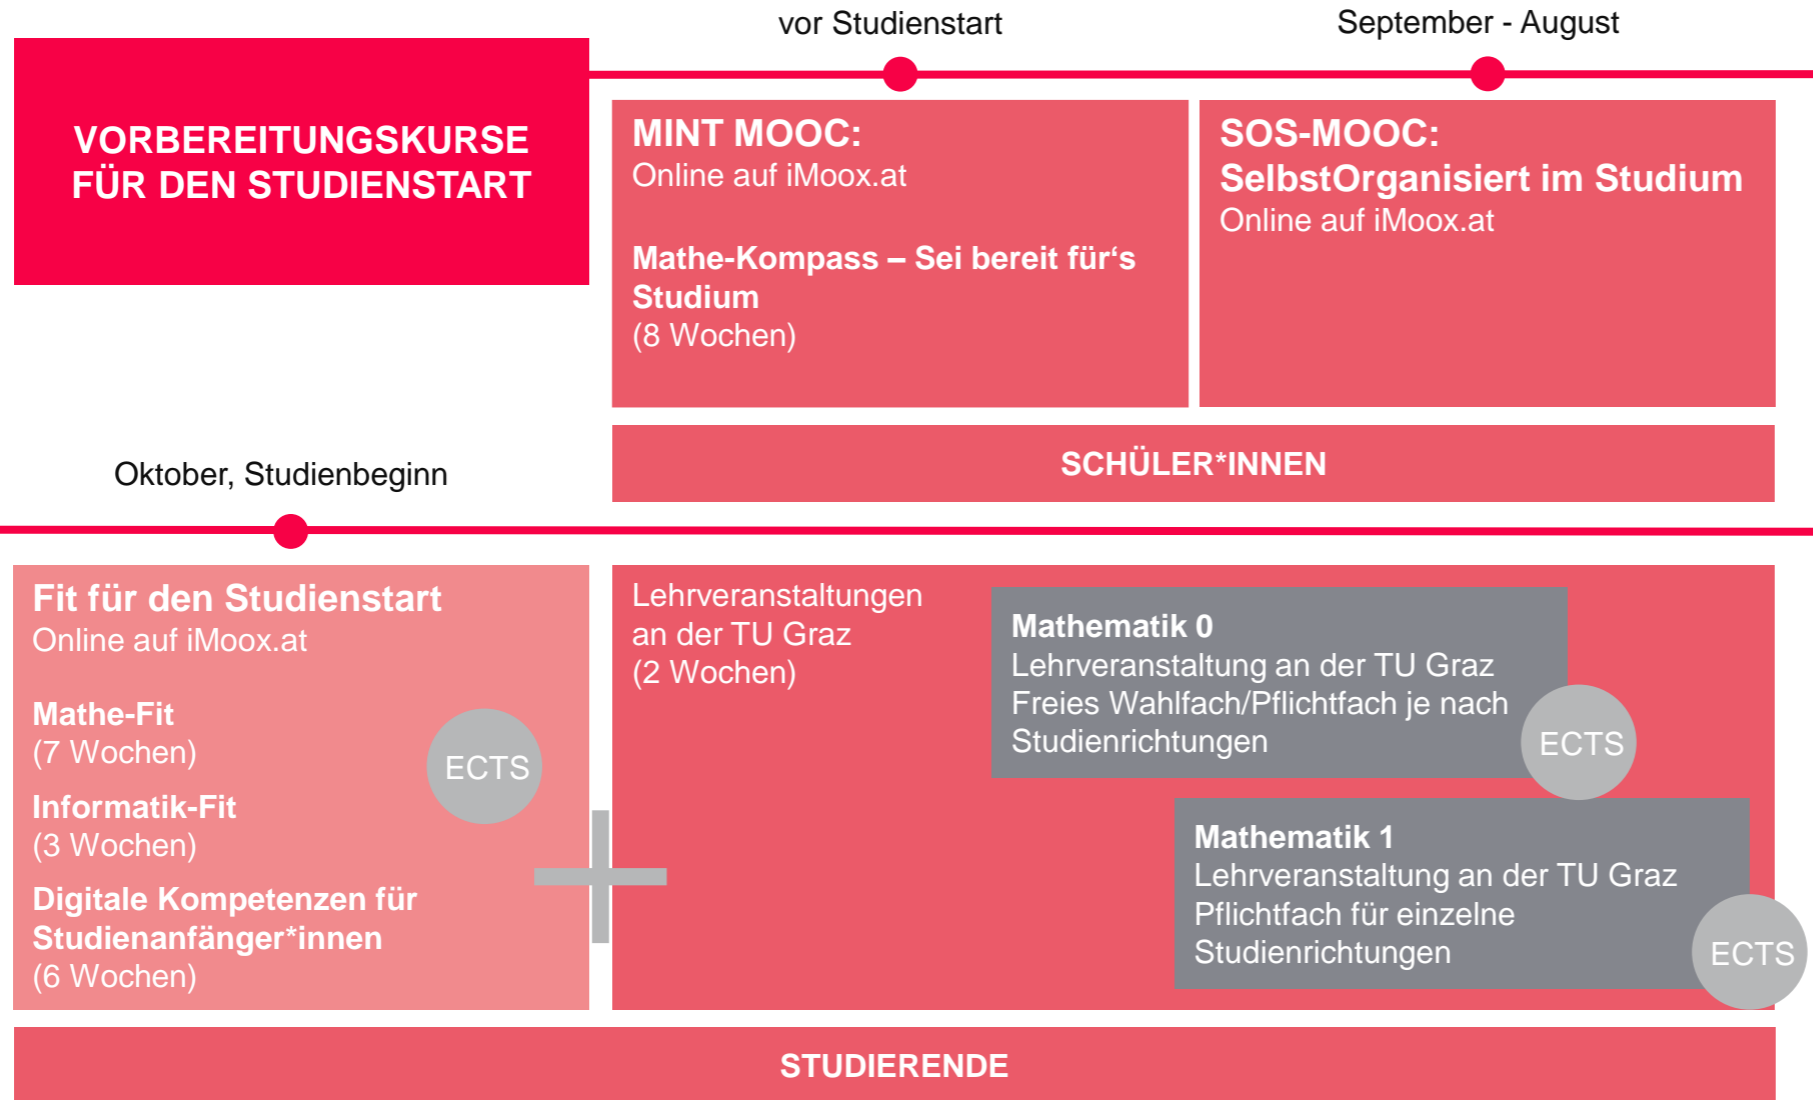 VORBEREITUNGSKURSE
FÜR DEN STUDIENSTART
vor Studienstart
MINT MOOC:
Online auf iMoox.at
Mathe-Kompass – Sei bereit für‘s
Studium
(8 Wochen)
September - August
SOS-MOOC:
SelbstOrganisiert im Studium
Online auf iMoox.at
SCHÜLER*INNEN
Oktober, Studienbeginn
Fit für den Studienstart
Online auf iMoox.at
Mathe-Fit
(7 Wochen)
ECTS
Informatik-Fit
(3 Wochen)
Digitale Kompetenzen für
Studienanfänger*innen
(6 Wochen)
Lehrveranstaltungen
an der TU Graz
(2 Wochen)
Mathematik 0
Lehrveranstaltung an der TU Graz
Freies Wahlfach/Pflichtfach je nach
Studienrichtungen
ECTS
Mathematik 1
Lehrveranstaltung an der TU Graz
Pflichtfach für einzelne
Studienrichtungen
ECTS
STUDIERENDE